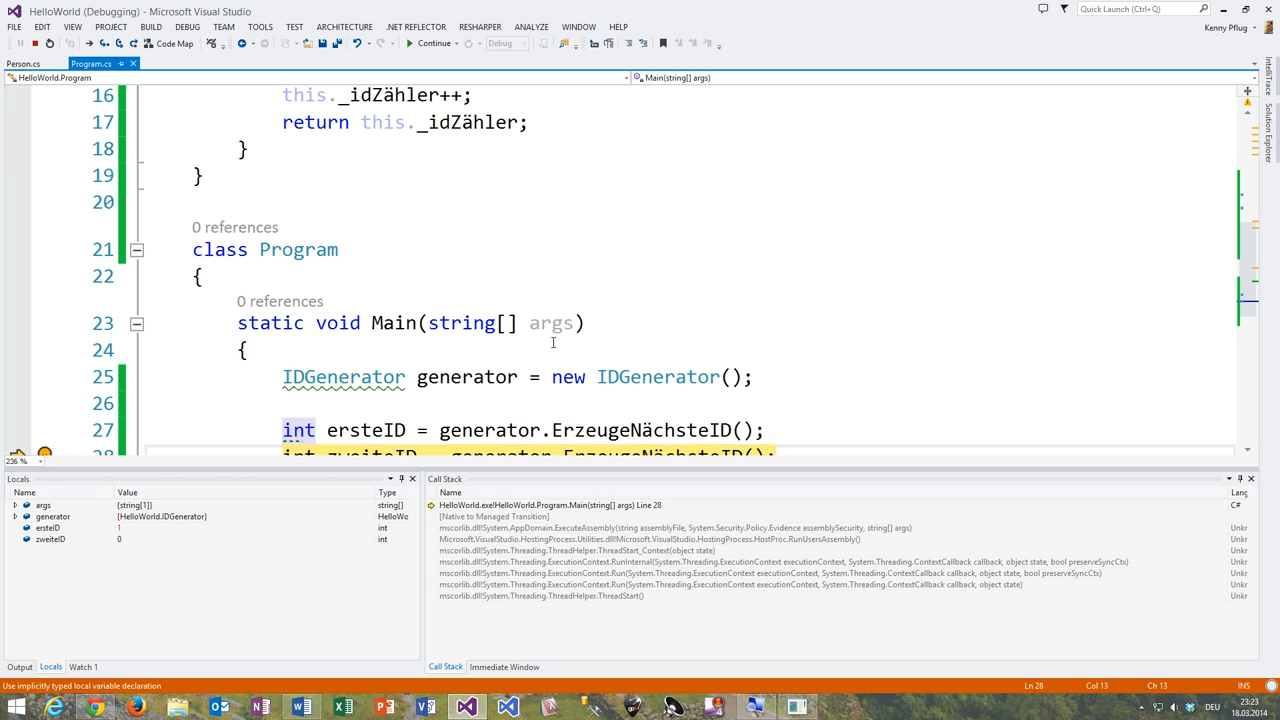 HelloWorld (Debugging) - Microsoft Visual Studio
Quick Launch (Ctrl+Q)
FILE EDIT VIEW PROJECT BUILD DEBUG TEAM TOOLS TEST ARCHITECTURE .NET REFLECTOR RESHARPER ANALYZE WINDOW HELP
Kenny Pflug
Code Map
Continue
Debug
Person.cs
Program.cs
HelloWorld.Program
Main(string[] args)
IntelliTrace
Solution Explorer
16 this._idZähler++;
17 return this._idZähler;
18 }
19 }
20
0 references
21 class Program
22 {
0 references
23 static void Main(string[] args)
24 {
25 IDGenerator generator = new IDGenerator();
26
27 int ersteID = generator.ErzeugeNächsteID();
28 int zweiteID = generator.ErzeugeNächsteID();
236 %
Locals
Name Value Type
args {string[1]} string[]
generator {HelloWorld.IDGenerator} HelloWo
ersteID 1 int
zweiteID 0 int
Call Stack
Name Lang
HelloWorld.exe!HelloWorld.Program.Main(string[] args) Line 28 C#
[Native to Managed Transition]
mscorlib.dll!System.AppDomain.ExecuteAssembly(string assemblyFile, System.Security.Policy.Evidence assemblySecurity, string[] args) Unkr
Microsoft.VisualStudio.HostingProcess.Utilities.dll!Microsoft.VisualStudio.HostingProcess.HostProc.RunUsersAssembly() Unkr
mscorlib.dll!System.Threading.ThreadHelper.ThreadStart_Context(object state) Unkr
mscorlib.dll!System.Threading.ExecutionContext.RunInternal(System.Threading.ExecutionContext executionContext, System.Threading.ContextCallback callback, object state, bool preserveSyncCtx) Unkr
mscorlib.dll!System.Threading.ExecutionContext.Run(System.Threading.ExecutionContext executionContext, System.Threading.ContextCallback callback, object state, bool preserveSyncCtx) Unkr
mscorlib.dll!System.Threading.ExecutionContext.Run(System.Threading.ExecutionContext executionContext, System.Threading.ContextCallback callback, object state) Unkr
mscorlib.dll!System.Threading.ThreadHelper.ThreadStart() Unkr
Output Locals Watch 1
Call Stack Immediate Window
Use implicitly typed local variable declaration
Ln 28 Col 13 Ch 13 INS
DEU
23:23
18.03.2014